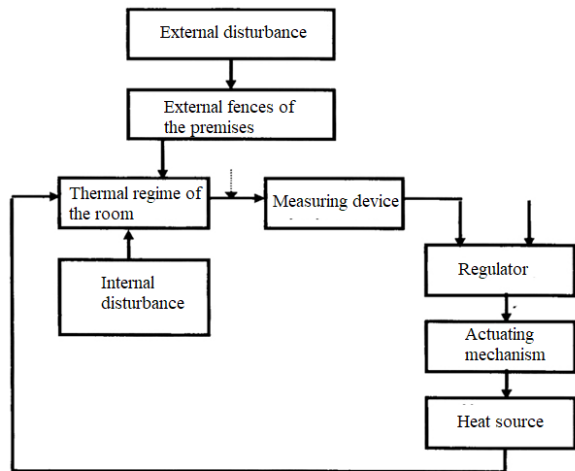 External disturbance
External fences of
the premises
Thermal regime of
the room
Measuring device
Internal
disturbance
Regulator
Actuating
mechanism
Heat source